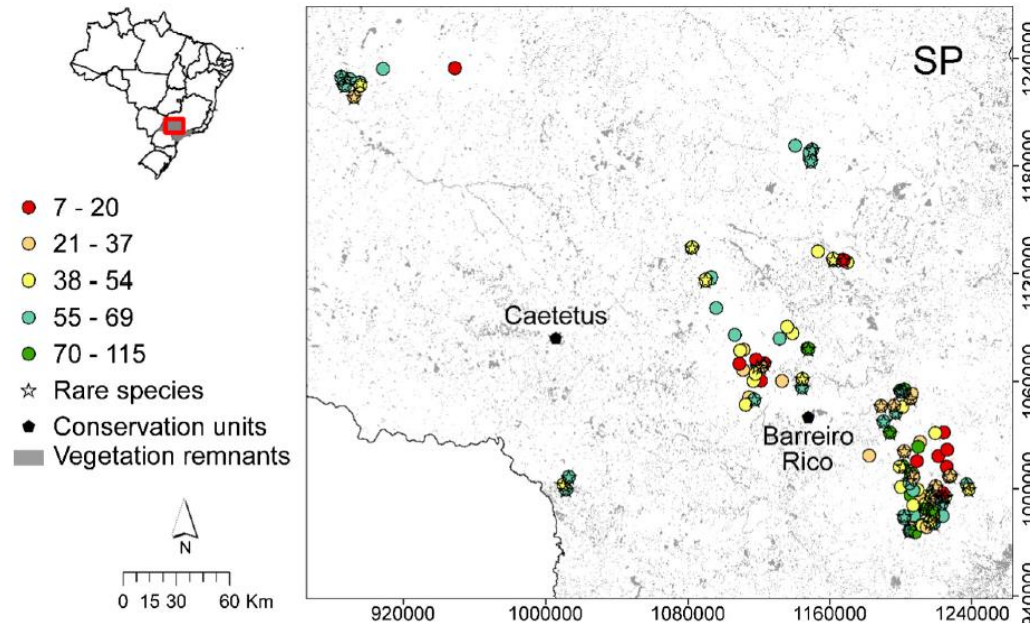 SP
7 - 20
21 - 37
38 - 54
55 - 69
70 - 115
Rare species
Conservation units
Vegetation remnants
N
0 15 30 60 Km
Caetetus
Barreiro
Rico
1240000
1180000
1120000
1060000
1000000
940000
920000 1000000 1080000 1160000 1240000